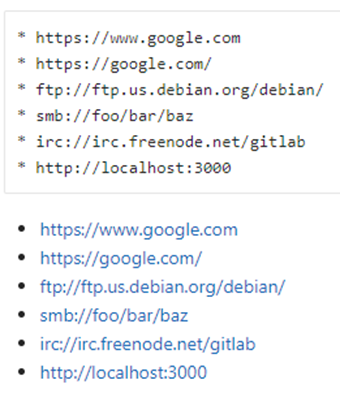 * https://www.google.com
* https://google.com/
* ftp://ftp.us.debian.org/debian/
* smb://foo/bar/baz
* irc://irc.freenode.net/gitlab
* http://localhost:3000
• https://www.google.com
• https://google.com/
• ftp://ftp.us.debian.org/debian/
• smb://foo/bar/baz
• irc://irc.freenode.net/gitlab
• http://localhost:3000